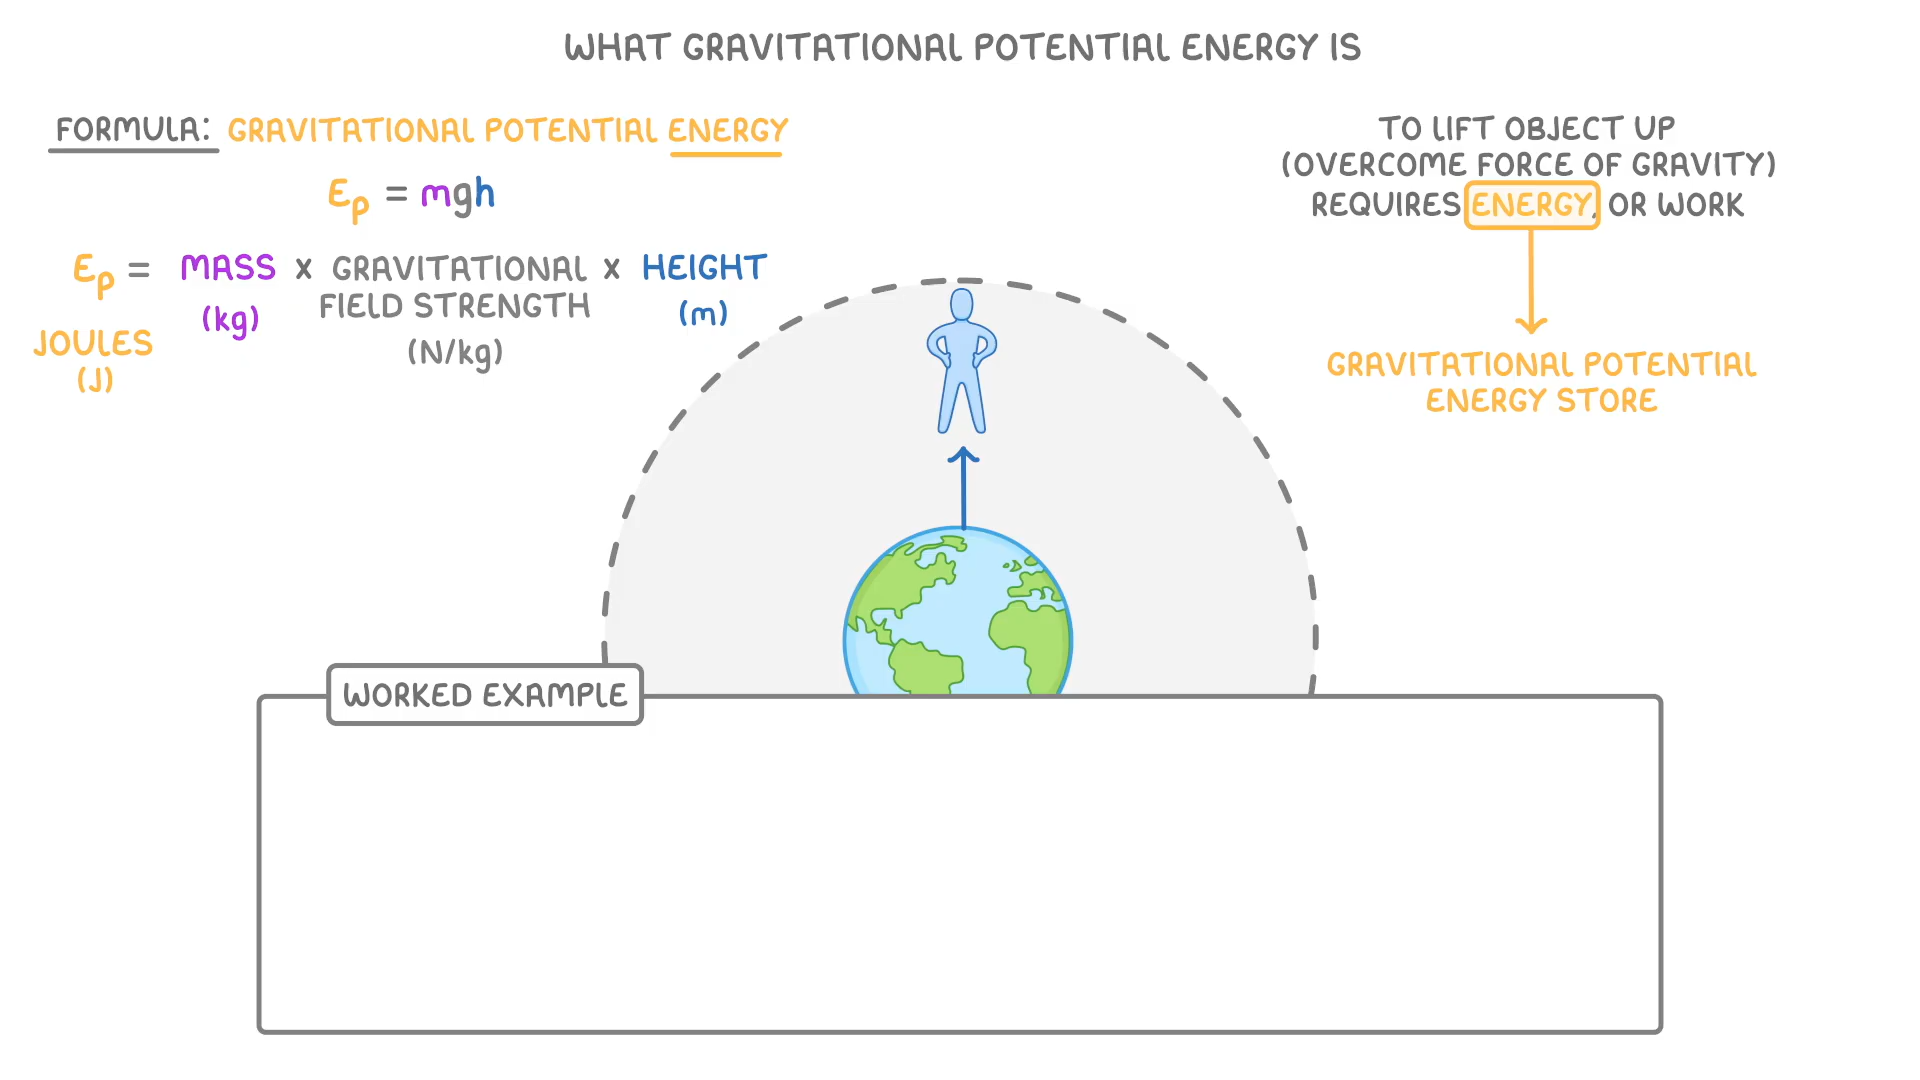 WHAT GRAVITATIONAL POTENTIAL ENERGY IS
FORMULA: GRAVITATIONAL POTENTIAL ENERGY
Ep = mgh
Ep = MASS x GRAVITATIONAL x HEIGHT
FIELD STRENGTH
(kg) (m)
JOULES (N/kg)
(J)
TO LIFT OBJECT UP
(OVERCOME FORCE OF GRAVITY)
REQUIRES ENERGY, OR WORK
GRAVITATIONAL POTENTIAL
ENERGY STORE
WORKED EXAMPLE